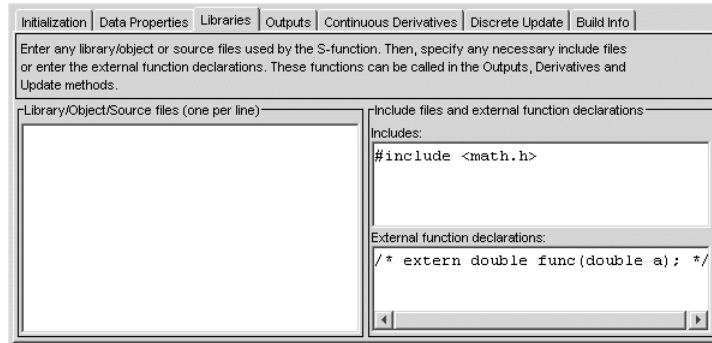 Initialization Data Properties Libraries Outputs Continuous Derivatives Discrete Update Build Info
Enter any library/object or source files used by the S-function. Then, specify any necessary include files
or enter the external function declarations. These functions can be called in the Outputs, Derivatives and
Update methods.
Library/Object/Source files (one per line)
Include files and external function declarations
Includes:
#include <math.h>
External function declarations:
/* extern double func(double a); */